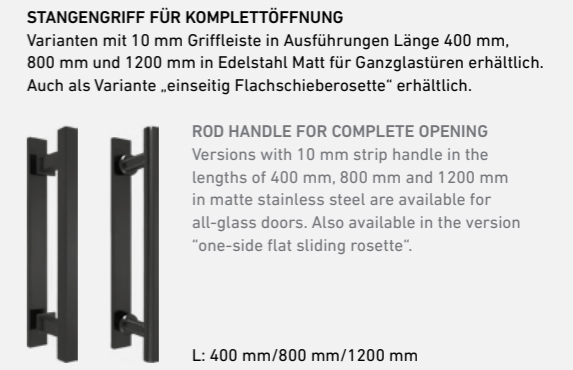 STANGENGRIFF FÜR KOMPLETTÖFFNUNG
Varianten mit 10 mm Griffleiste in Ausführungen Länge 400 mm,
800 mm und 1200 mm in Edelstahl Matt für Ganzglastüren erhältlich.
Auch als Variante „einseitig Flachschieberosette“ erhältlich.
ROD HANDLE FOR COMPLETE OPENING
Versions with 10 mm strip handle in the
lengths of 400 mm, 800 mm and 1200 mm
in matte stainless steel are available for
all-glass doors. Also available in the version
“one-side flat sliding rosette“.
L: 400 mm/800 mm/1200 mm